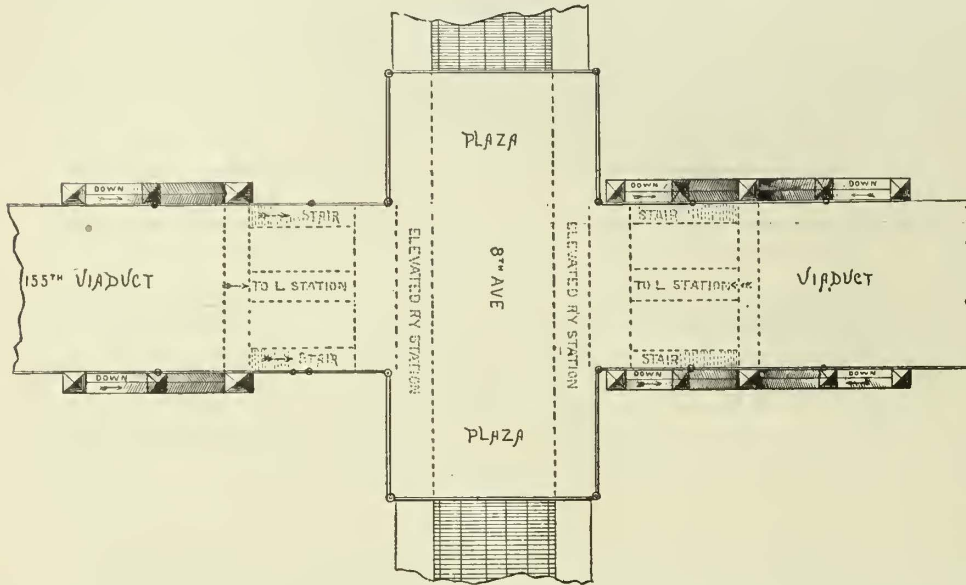 PLAZA
DOWN
DOWN
DOWN
STAIR
STAIR
155TH VIADUCT
TO L STATION
ELEVATED RY STATION
8TH AVE
ELEVATED RY STATION
TO L STATION
VIADUCT
STAIR
STAIR
DOWN
DOWN
DOWN
PLAZA